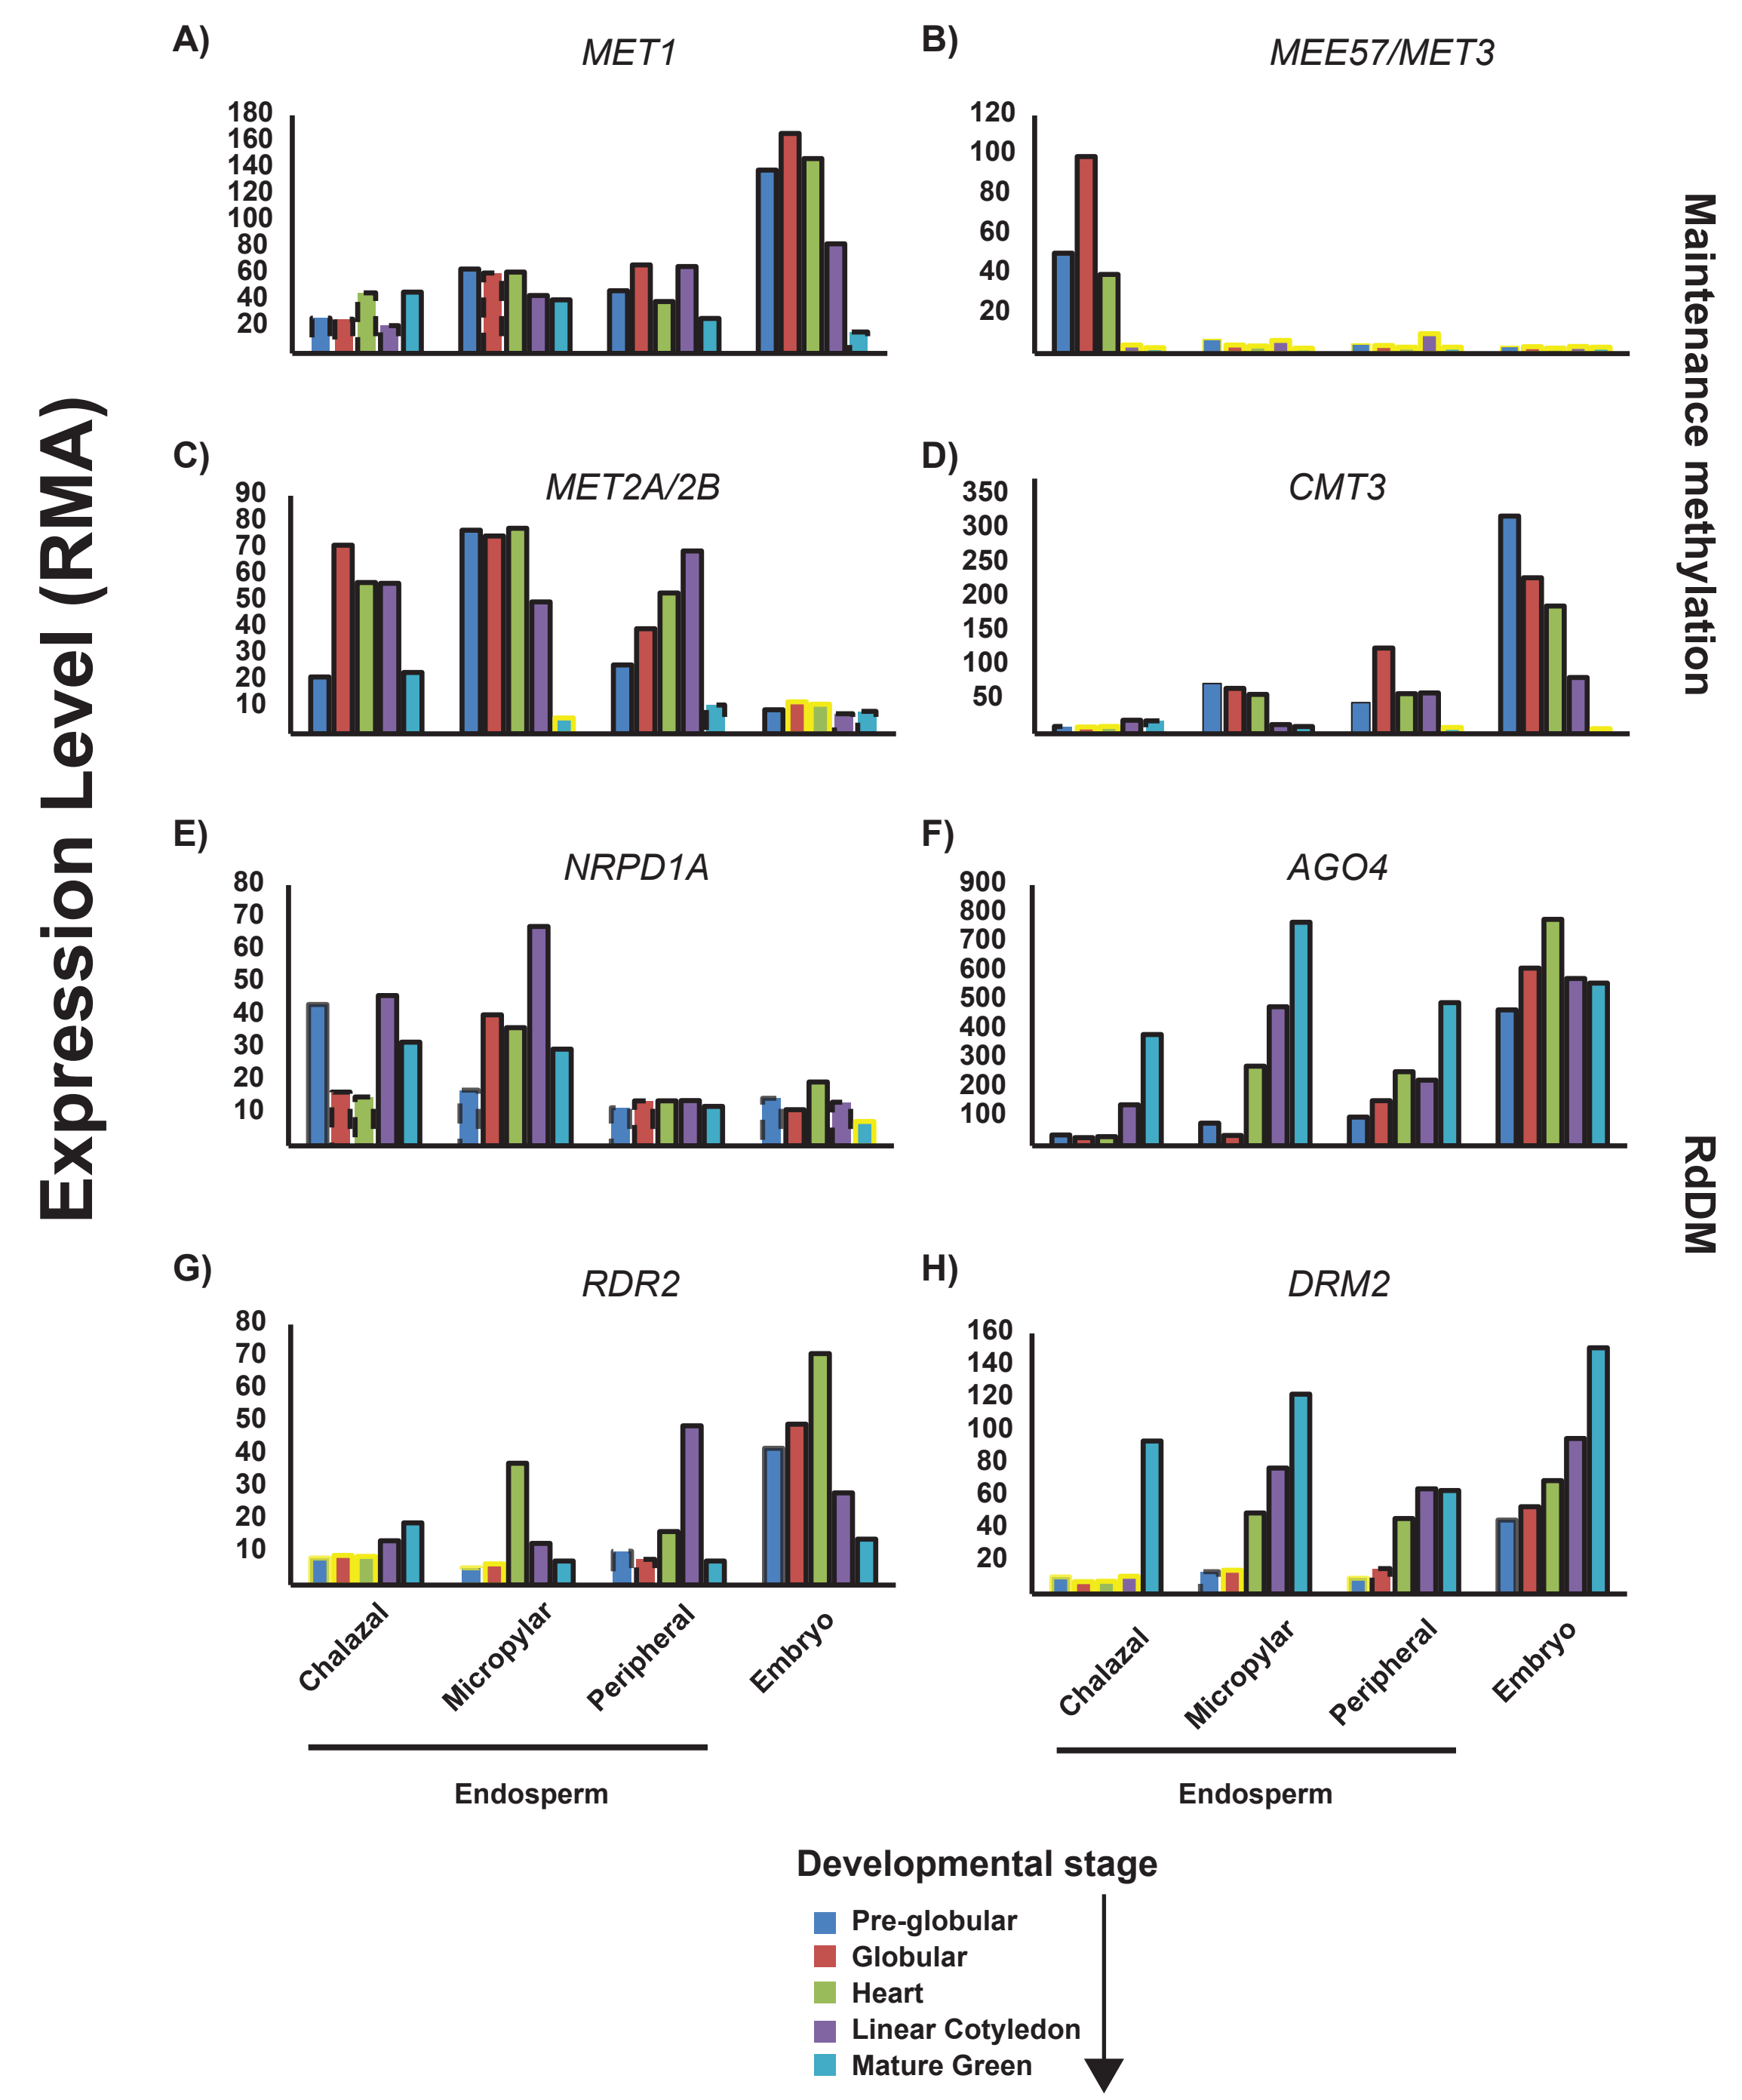 A)
MET1
B)
MEE57/MET3
180
160
140
120
100
80
60
40
20
120
100
80
60
40
20
Maintenance methylation
Expression Level (RMA)
C)
MET2A/2B
D)
CMT3
90
80
70
60
50
40
30
20
10
350
300
250
200
150
100
50
E)
NRPD1A
F)
AGO4
80
70
60
50
40
30
20
10
900
800
700
600
500
400
300
200
100
RdDM
G)
RDR2
H)
DRM2
80
70
60
50
40
30
20
10
160
140
120
100
80
60
40
20
Chalazal
Micropylar
Peripheral
Embryo
Chalazal
Micropylar
Peripheral
Embryo
Endosperm
Endosperm
Developmental stage
Pre-globular
Globular
Heart
Linear Cotyledon
Mature Green